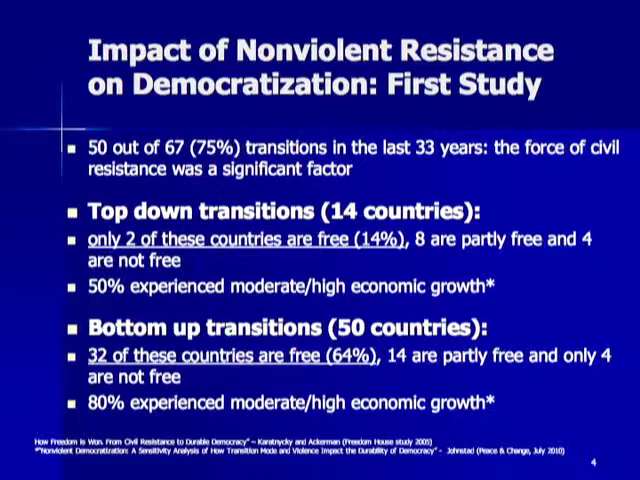 Impact of Nonviolent Resistance
on Democratization: First Study
50 out of 67 (75%) transitions in the last 33 years: the force of civil
resistance was a significant factor
Top down transitions (14 countries):
only 2 of these countries are free (14%), 8 are partly free and 4
are not free
50% experienced moderate/high economic growth*
Bottom up transitions (50 countries):
32 of these countries are free (64%), 14 are partly free and only 4
are not free
80% experienced moderate/high economic growth*
How Freedom is Won. From Civil Resistance to Durable Democracy" – Karatnycky and Ackerman (Freedom House study 2005)
*"Nonviolent Democratization: A Sensitivity Analysis of How Transition Mode and Violence Impact the Durability of Democracy" - Johnstad (Peace & Change, July 2010)
4